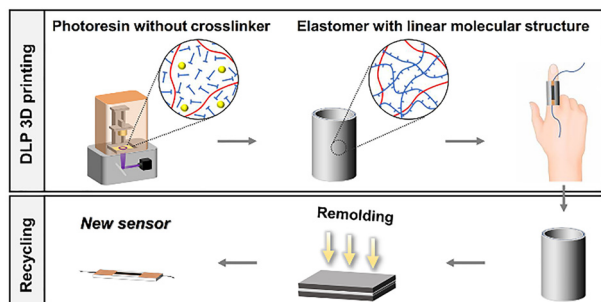 Photoresin without crosslinker
Elastomer with linear molecular structure
DLP 3D printing
Recycling
New sensor
Remolding